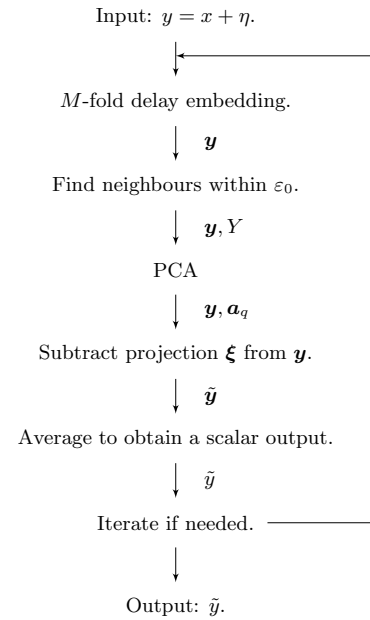 Input: y = x + η.
M-fold delay embedding.
𝒚
Find neighbours within ε₀.
𝒚, Y
PCA
𝒚, 𝒂_q
Subtract projection 𝝃 from 𝒚.
𝒚̃
Average to obtain a scalar output.
ỹ
Iterate if needed.
Output: ỹ.